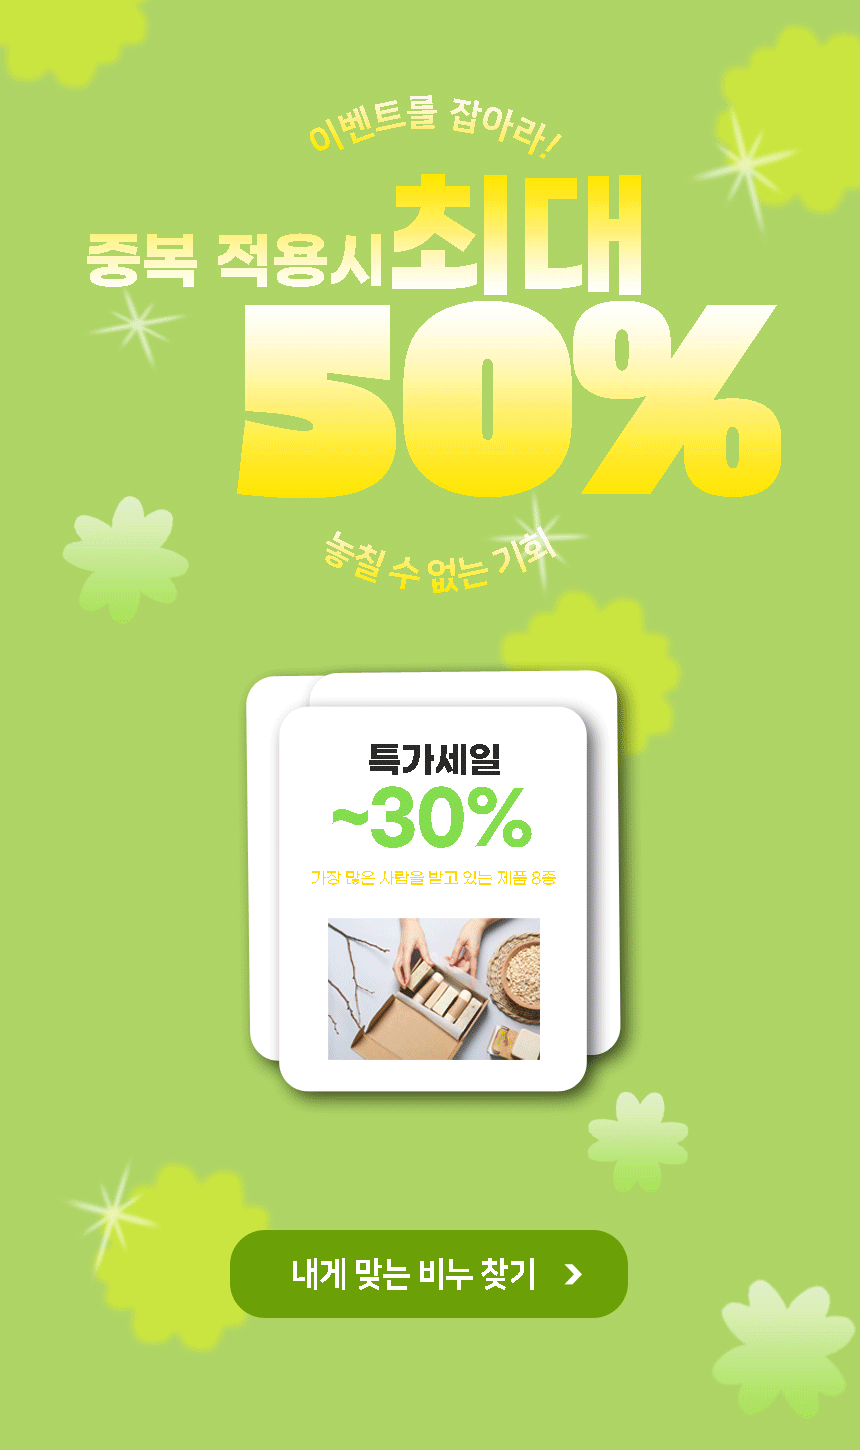 이벤트를 잡아라!
중복 적용시 최대
50%
놓칠 수 없는 기회
특가세일
~30%
가장 많은 사랍을 받고 있는 제품 8종
내게 맞는 비누 찾기